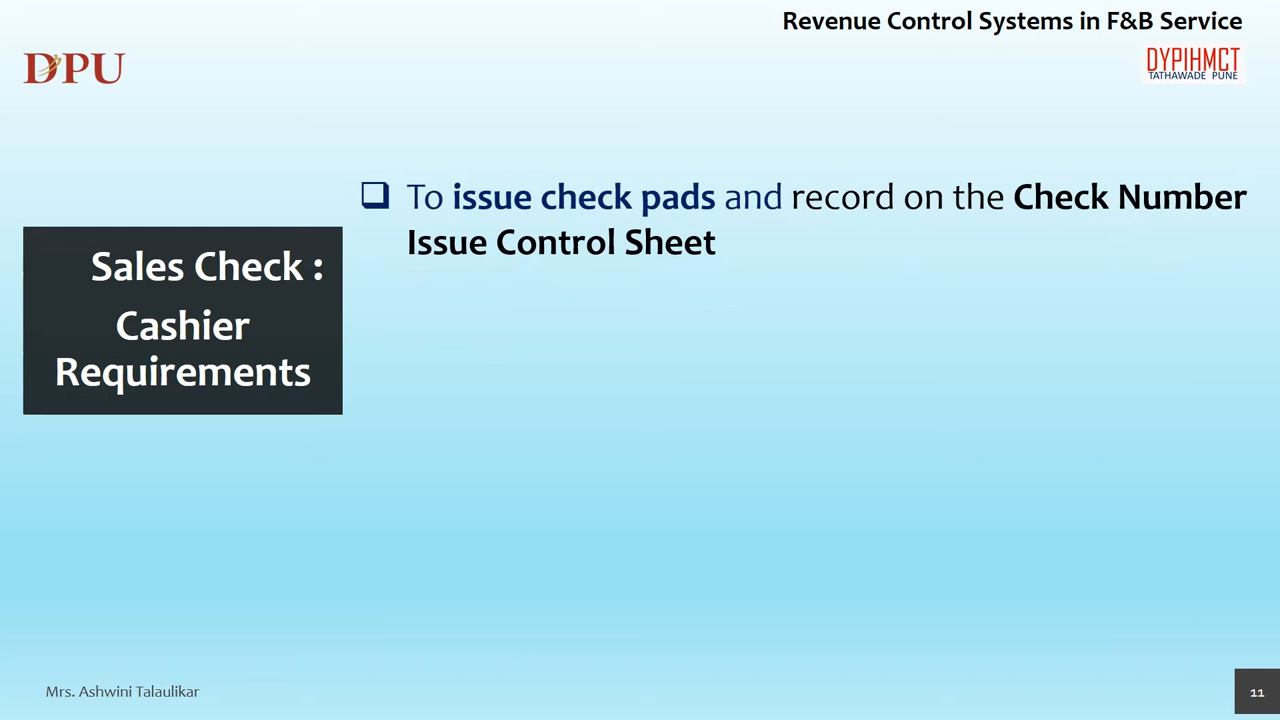 Revenue Control Systems in F&B Service
DPU
DYPIHMCT
TATHAWADE PUNE
To issue check pads and record on the Check Number
Issue Control Sheet
Sales Check :
Cashier
Requirements
Mrs. Ashwini Talaulikar
11